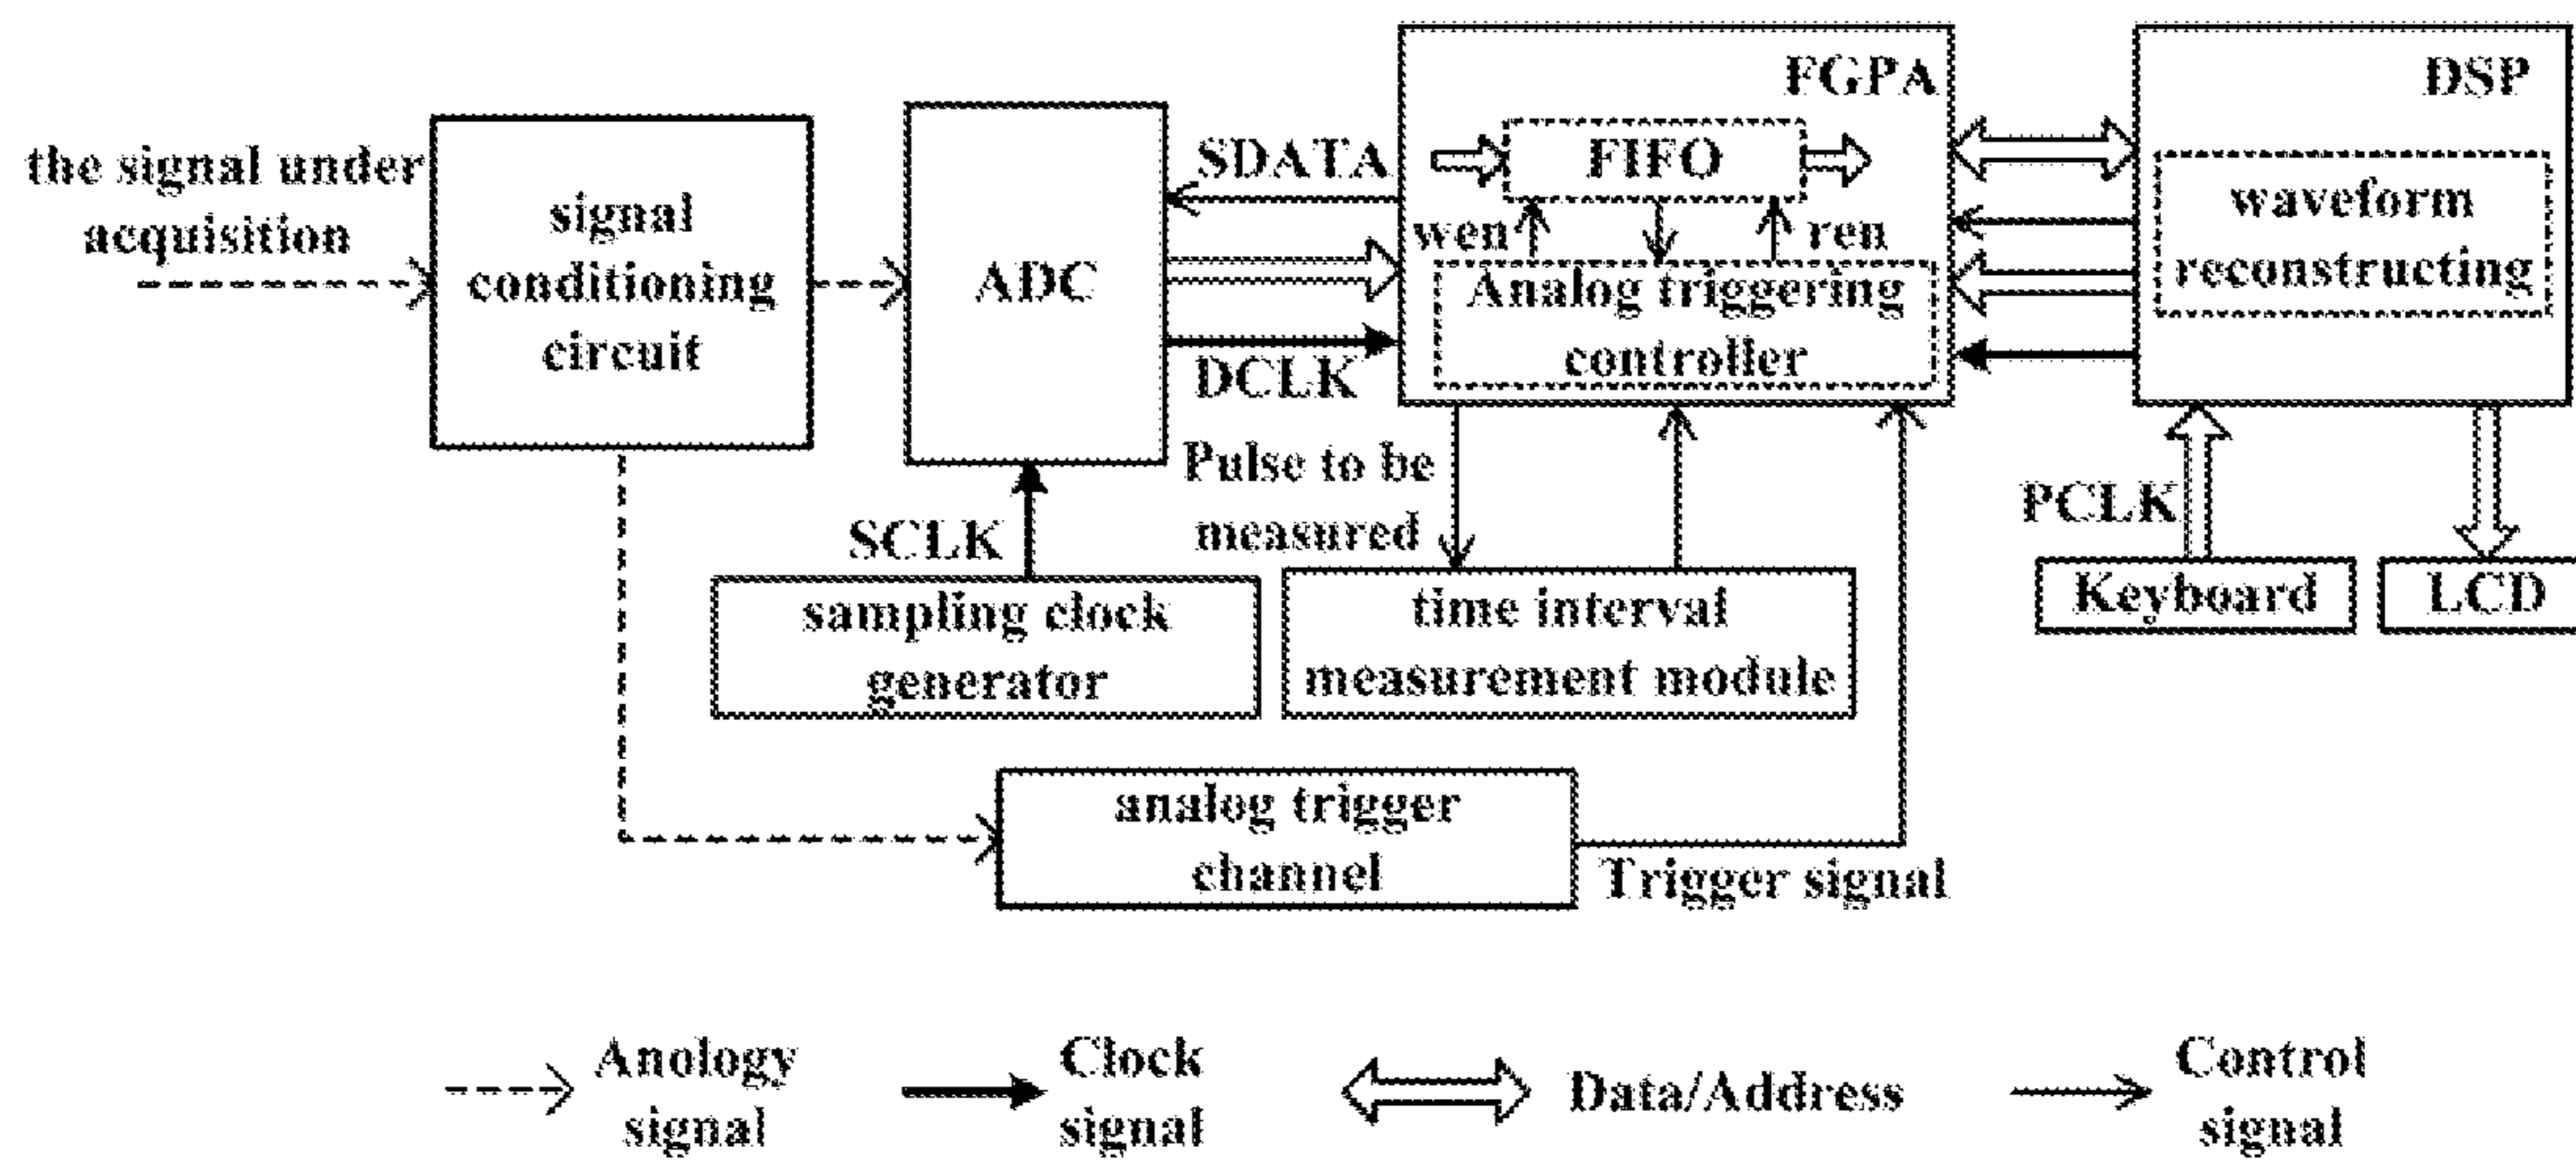 the signal under
acquisition
signal
conditioning
circuit
ADC
SDATA
DCLK
FGPA
FIFO
wen
ren
Analog triggering
controller
DSP
waveform
reconstructing
Pulse to be
measured
SCLK
sampling clock
generator
time interval
measurement module
PCLK
Keyboard
LCD
analog trigger
channel
Trigger signal
Anology
signal
Clock
signal
Data/Address
Control
signal